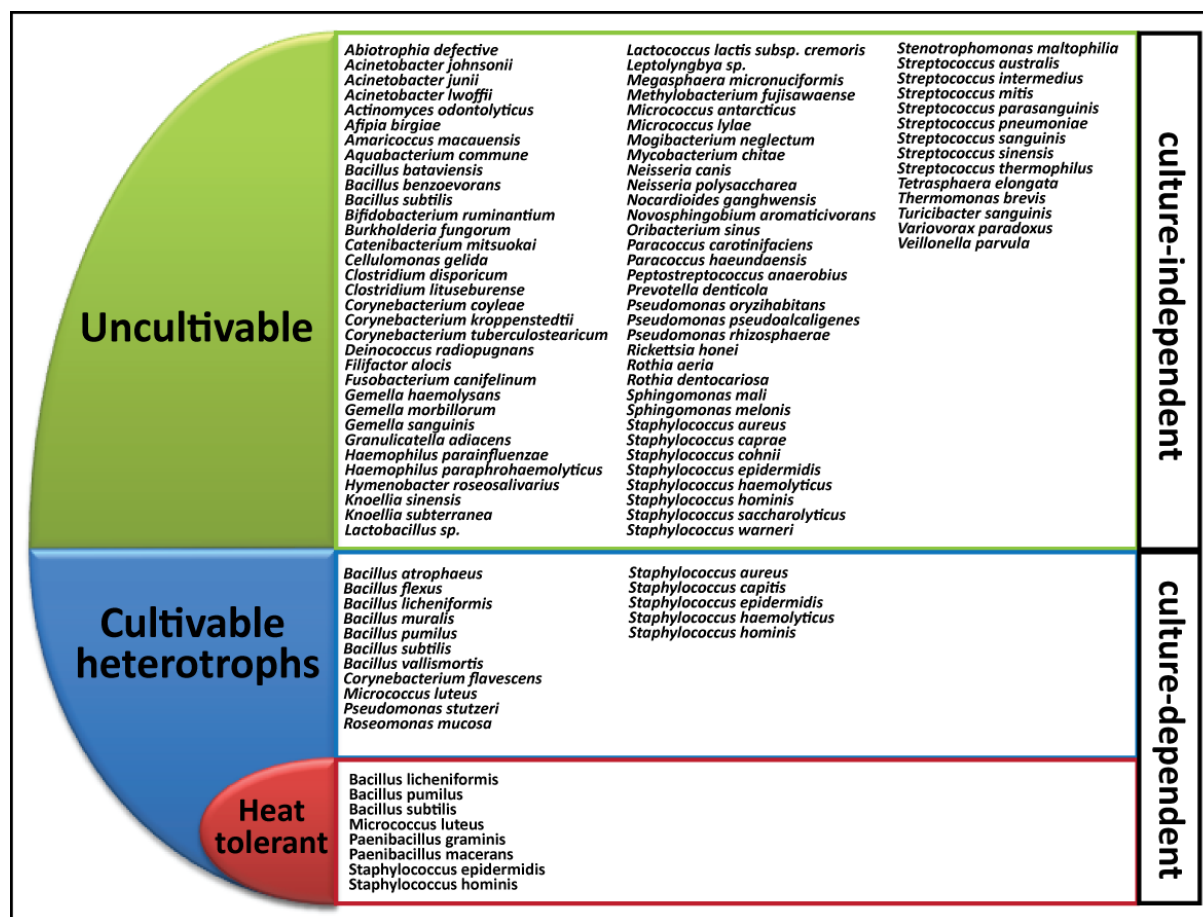 Uncultivable
Abiotrophia defective
Acinetobacter johnsonii
Acinetobacter junii
Acinetobacter lwoffii
Actinomyces odontolyticus
Afipia birgiae
Amaricoccus macauensis
Aquabacterium commune
Bacillus bataviensis
Bacillus benzoevorans
Bacillus subtilis
Bifidobacterium ruminantium
Burkholderia fungorum
Catenibacterium mitsuokai
Cellulomonas gelida
Clostridium disporicum
Clostridium lituseburense
Corynebacterium coyleae
Corynebacterium kroppenstedtii
Corynebacterium tuberculostearicum
Deinococcus radiopugnans
Filifactor alocis
Fusobacterium canifelinum
Gemella haemolysans
Gemella morbillorum
Gemella sanguinis
Granulicatella adiacens
Haemophilus parainfluenzae
Haemophilus paraphrohaemolyticus
Hymenobacter roseosalivarius
Knoellia sinensis
Knoellia subterranea
Lactobacillus sp.
Lactococcus lactis subsp. cremoris
Leptolyngbya sp.
Megasphaera micronuciformis
Methylobacterium fujisawaense
Micrococcus antarcticus
Micrococcus lylae
Mogibacterium neglectum
Mycobacterium chitae
Neisseria canis
Neisseria polysaccharea
Nocardioides ganghwensis
Novosphingobium aromaticivorans
Oribacterium sinus
Paracoccus carotinifaciens
Paracoccus haeundaensis
Peptostreptococcus anaerobius
Prevotella denticola
Pseudomonas oryzihabitans
Pseudomonas pseudoalcaligenes
Pseudomonas rhizosphaerae
Rickettsia honei
Rothia aeria
Rothia dentocariosa
Sphingomonas mali
Sphingomonas melonis
Staphylococcus aureus
Staphylococcus caprae
Staphylococcus cohnii
Staphylococcus epidermidis
Staphylococcus haemolyticus
Staphylococcus hominis
Staphylococcus saccharolyticus
Staphylococcus warneri
Stenotrophomonas maltophilia
Streptococcus australis
Streptococcus intermedius
Streptococcus mitis
Streptococcus parasanguinis
Streptococcus pneumoniae
Streptococcus sanguinis
Streptococcus sinensis
Streptococcus thermophilus
Tetrasphaera elongata
Thermomonas brevis
Turicibacter sanguinis
Variovorax paradoxus
Veillonella parvula
culture-independent
Cultivable
heterotrophs
Bacillus atrophaeus
Bacillus flexus
Bacillus licheniformis
Bacillus muralis
Bacillus pumilus
Bacillus subtilis
Bacillus vallismortis
Corynebacterium flavescens
Micrococcus luteus
Pseudomonas stutzeri
Roseomonas mucosa
Staphylococcus aureus
Staphylococcus capitis
Staphylococcus epidermidis
Staphylococcus haemolyticus
Staphylococcus hominis
culture-dependent
Heat
tolerant
Bacillus licheniformis
Bacillus pumilus
Bacillus subtilis
Micrococcus luteus
Paenibacillus graminis
Paenibacillus macerans
Staphylococcus epidermidis
Staphylococcus hominis